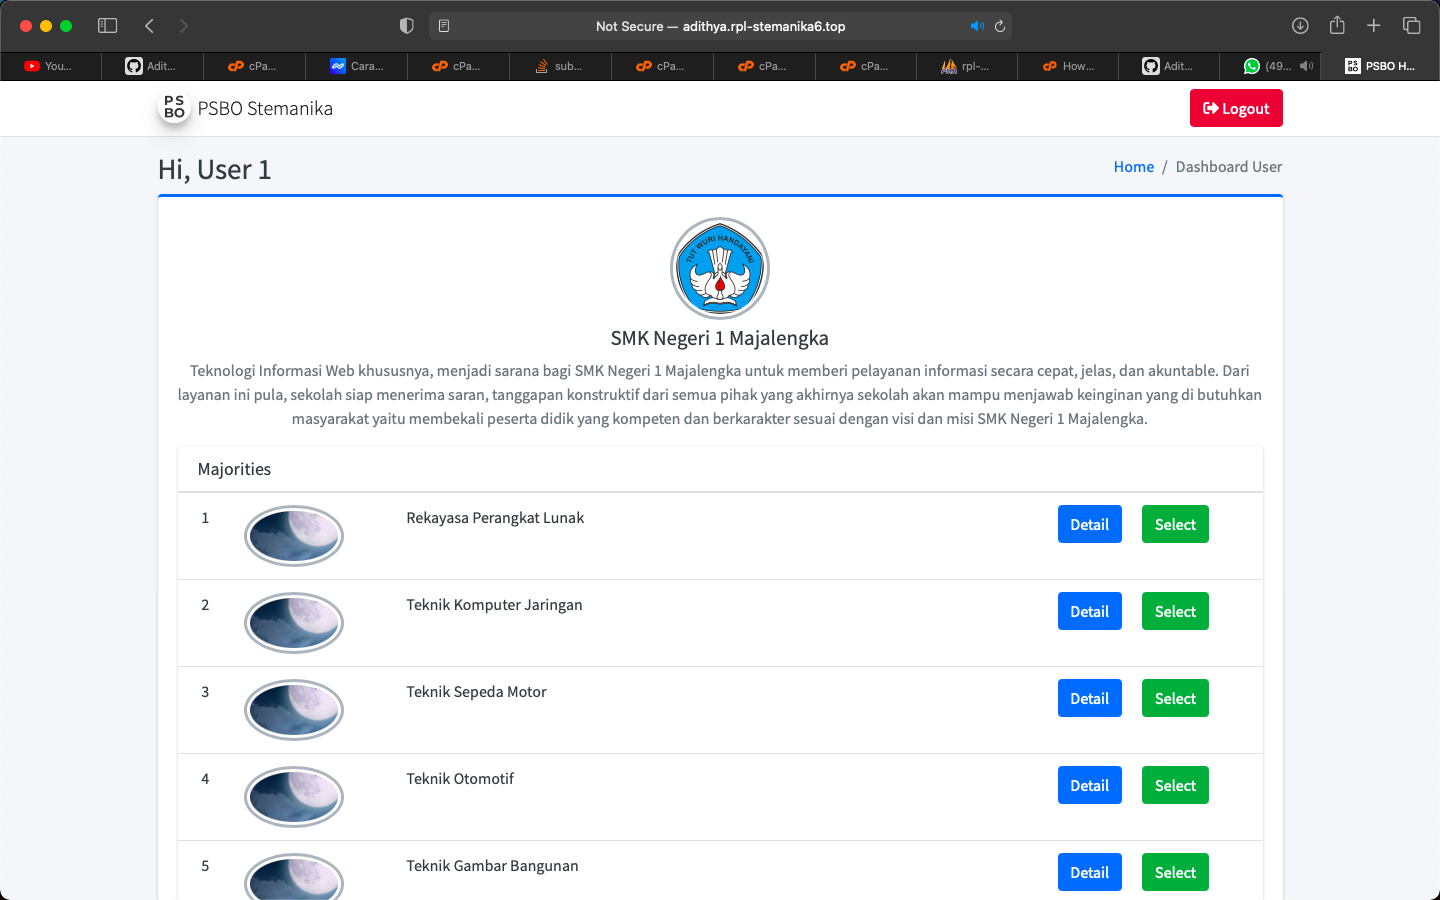 Not Secure — adithya.rpl-stemanika6.top
You...
Adit...
cPa...
Cara...
cPa...
sub...
cPa...
cPa...
cPa...
rpl-...
How...
Adit...
(49...
PSBO H...
PS
BO
PSBO Stemanika
Logout
Hi, User 1
Home / Dashboard User
TUT WURI HANDAYANI
SMK Negeri 1 Majalengka
Teknologi Informasi Web khususnya, menjadi sarana bagi SMK Negeri 1 Majalengka untuk memberi pelayanan informasi secara cepat, jelas, dan akuntable. Dari
layanan ini pula, sekolah siap menerima saran, tanggapan konstruktif dari semua pihak yang akhirnya sekolah akan mampu menjawab keinginan yang di butuhkan
masyarakat yaitu membekali peserta didik yang kompeten dan berkarakter sesuai dengan visi dan misi SMK Negeri 1 Majalengka.
Majorities
1 Rekayasa Perangkat Lunak Detail Select
2 Teknik Komputer Jaringan Detail Select
3 Teknik Sepeda Motor Detail Select
4 Teknik Otomotif Detail Select
5 Teknik Gambar Bangunan Detail Select